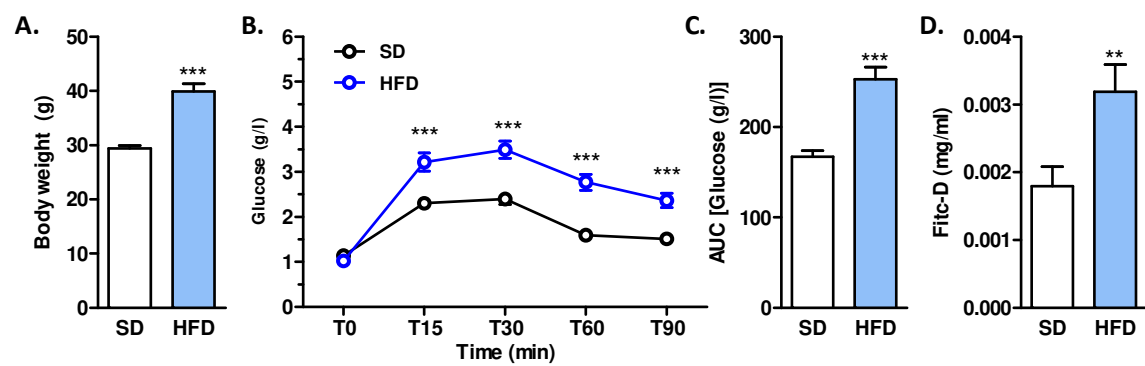 A.
Body weight (g)
50
40
30
20
10
0
***
SD
HFD
B.
Glucose (g/l)
6
5
4
3
2
1
0
SD
HFD
***
***
***
***
T0
T15
T30
T60
T90
Time (min)
C.
AUC [Glucose (g/l)]
300
200
100
0
***
SD
HFD
D.
Fitc-D (mg/ml)
0.004
0.003
0.002
0.001
0.000
**
SD
HFD